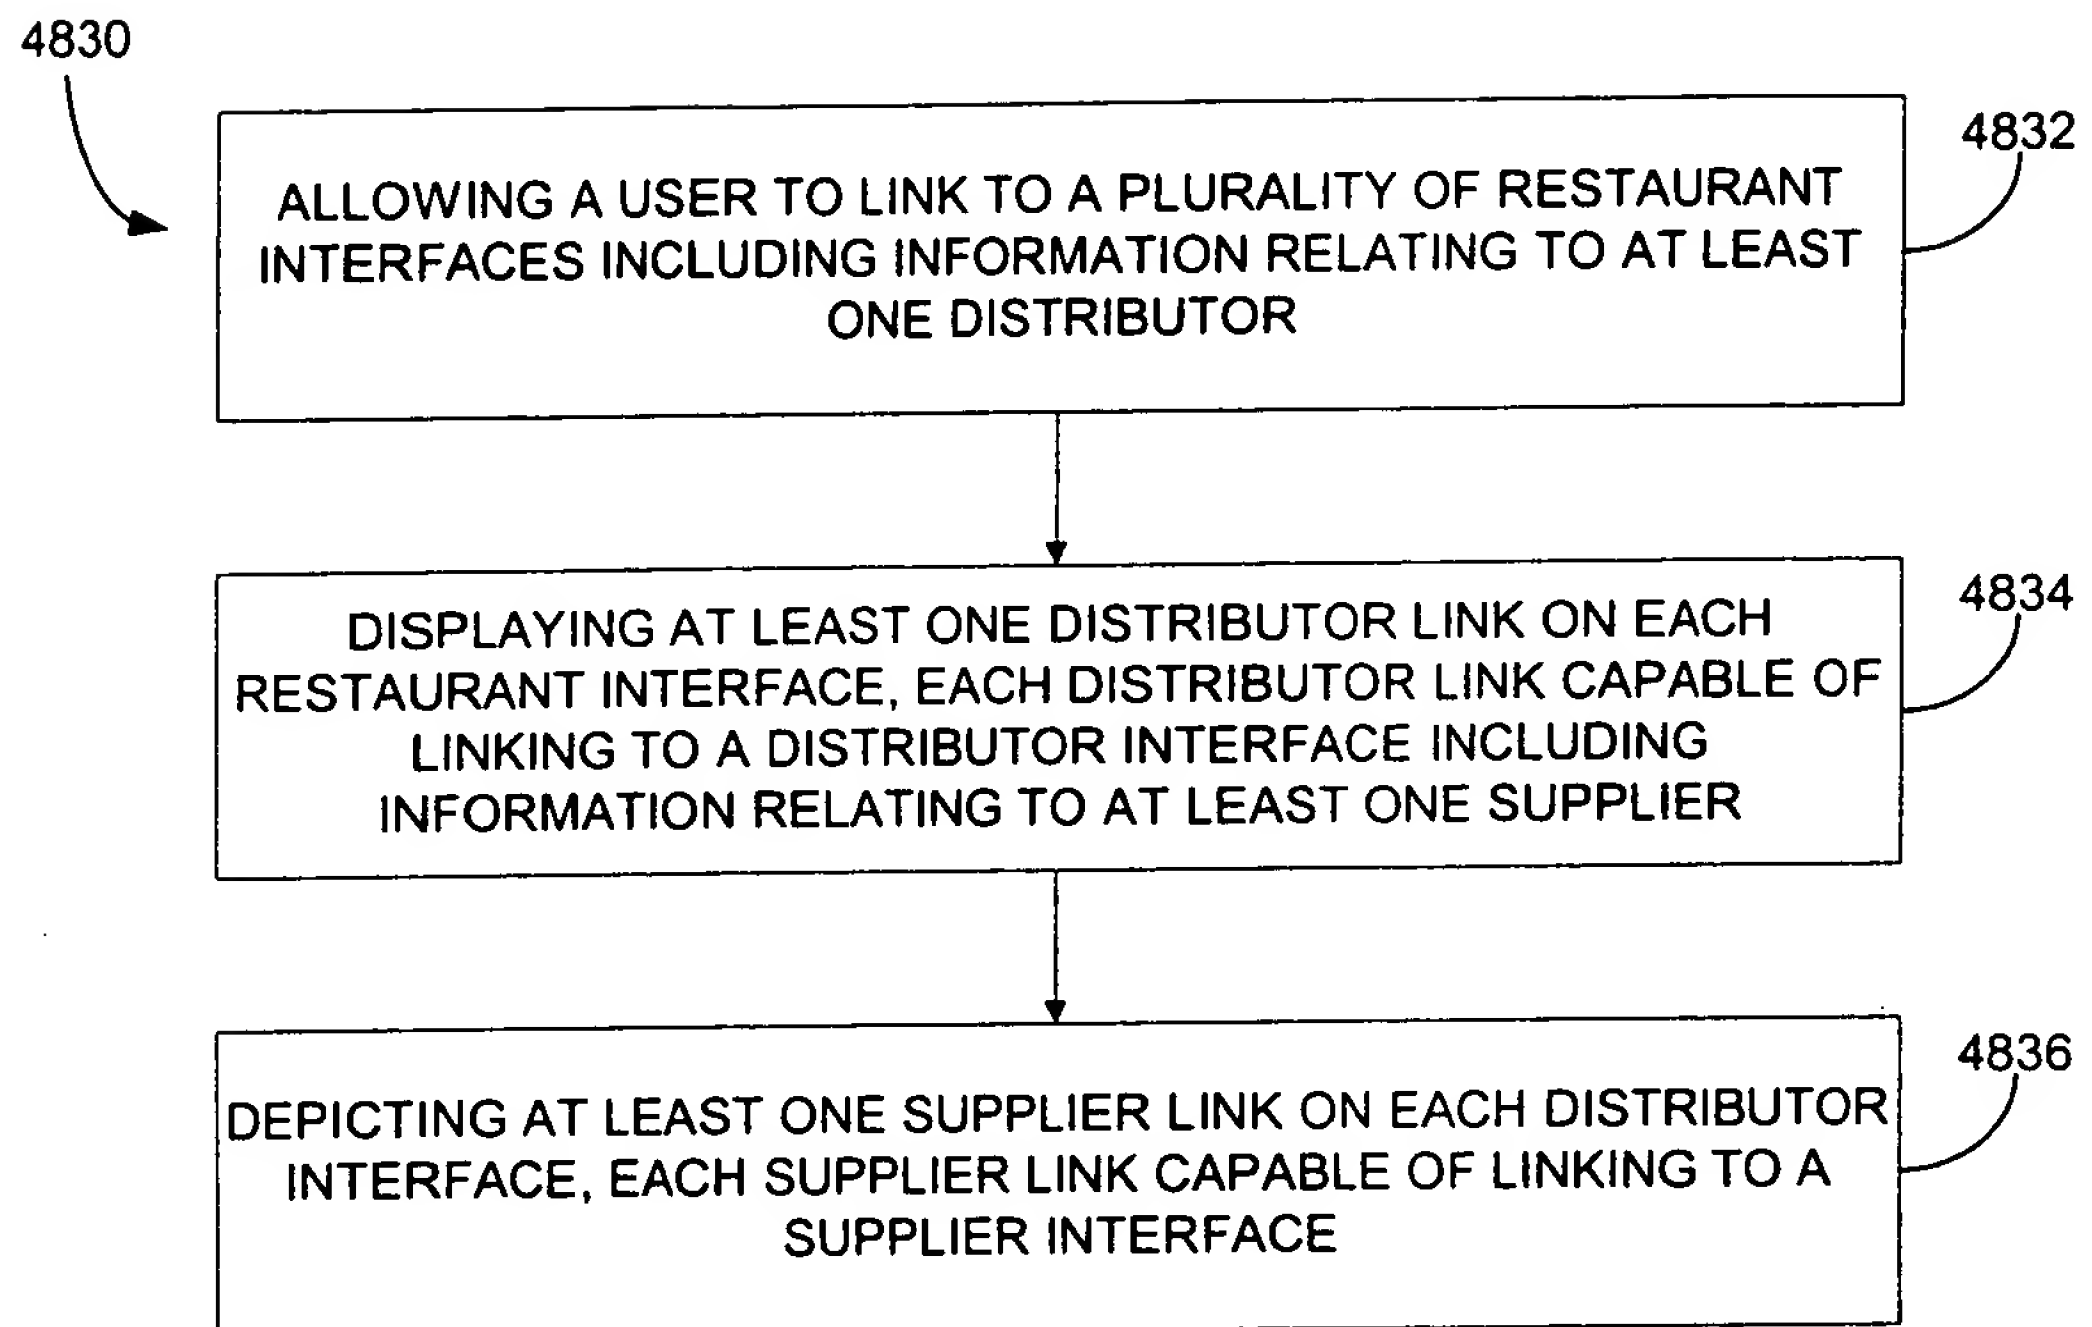 4830
4832
ALLOWING A USER TO LINK TO A PLURALITY OF RESTAURANT
INTERFACES INCLUDING INFORMATION RELATING TO AT LEAST
ONE DISTRIBUTOR
4834
DISPLAYING AT LEAST ONE DISTRIBUTOR LINK ON EACH
RESTAURANT INTERFACE, EACH DISTRIBUTOR LINK CAPABLE OF
LINKING TO A DISTRIBUTOR INTERFACE INCLUDING
INFORMATION RELATING TO AT LEAST ONE SUPPLIER
4836
DEPICTING AT LEAST ONE SUPPLIER LINK ON EACH DISTRIBUTOR
INTERFACE, EACH SUPPLIER LINK CAPABLE OF LINKING TO A
SUPPLIER INTERFACE